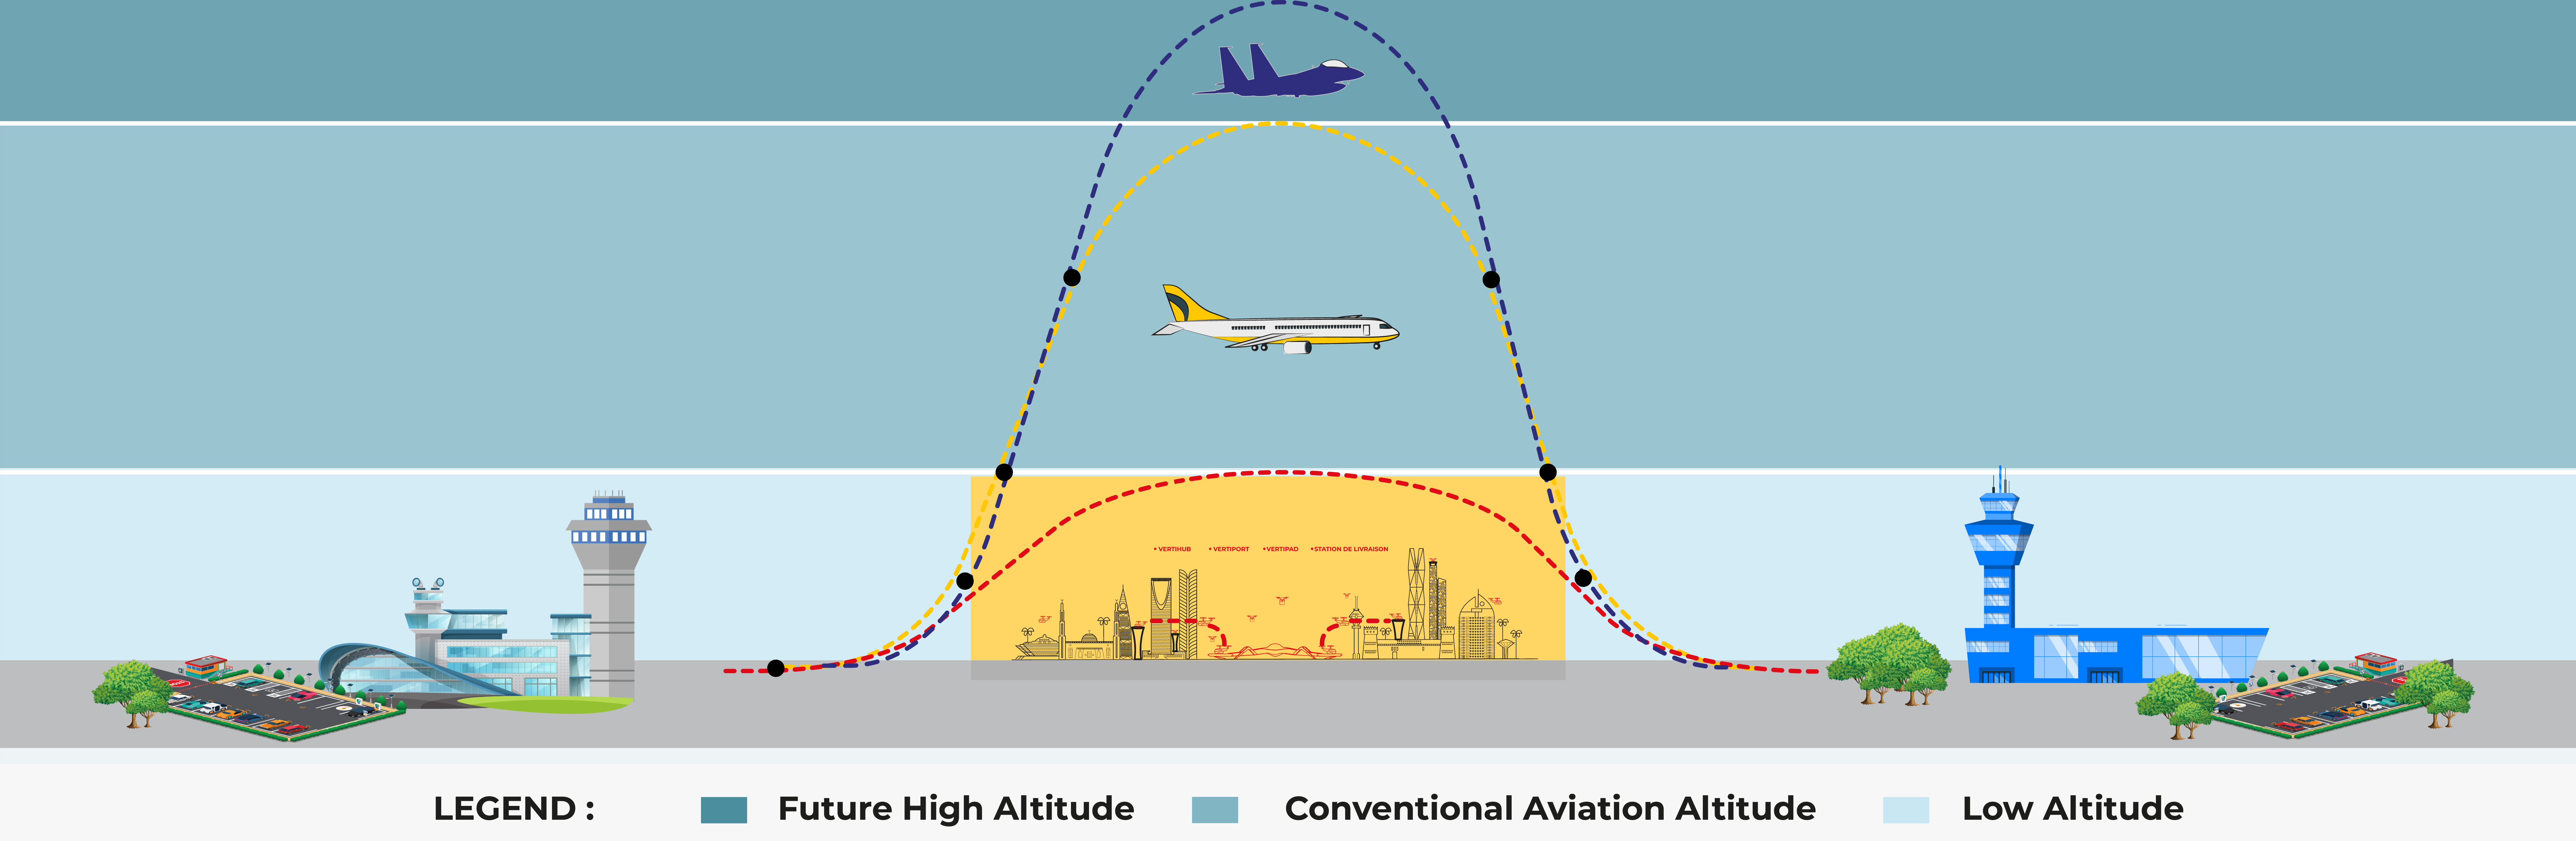 • VERTIHUB • VERTIPORT • VERTIPAD • STATION DE LIVRAISON
LEGEND : Future High Altitude Conventional Aviation Altitude Low Altitude